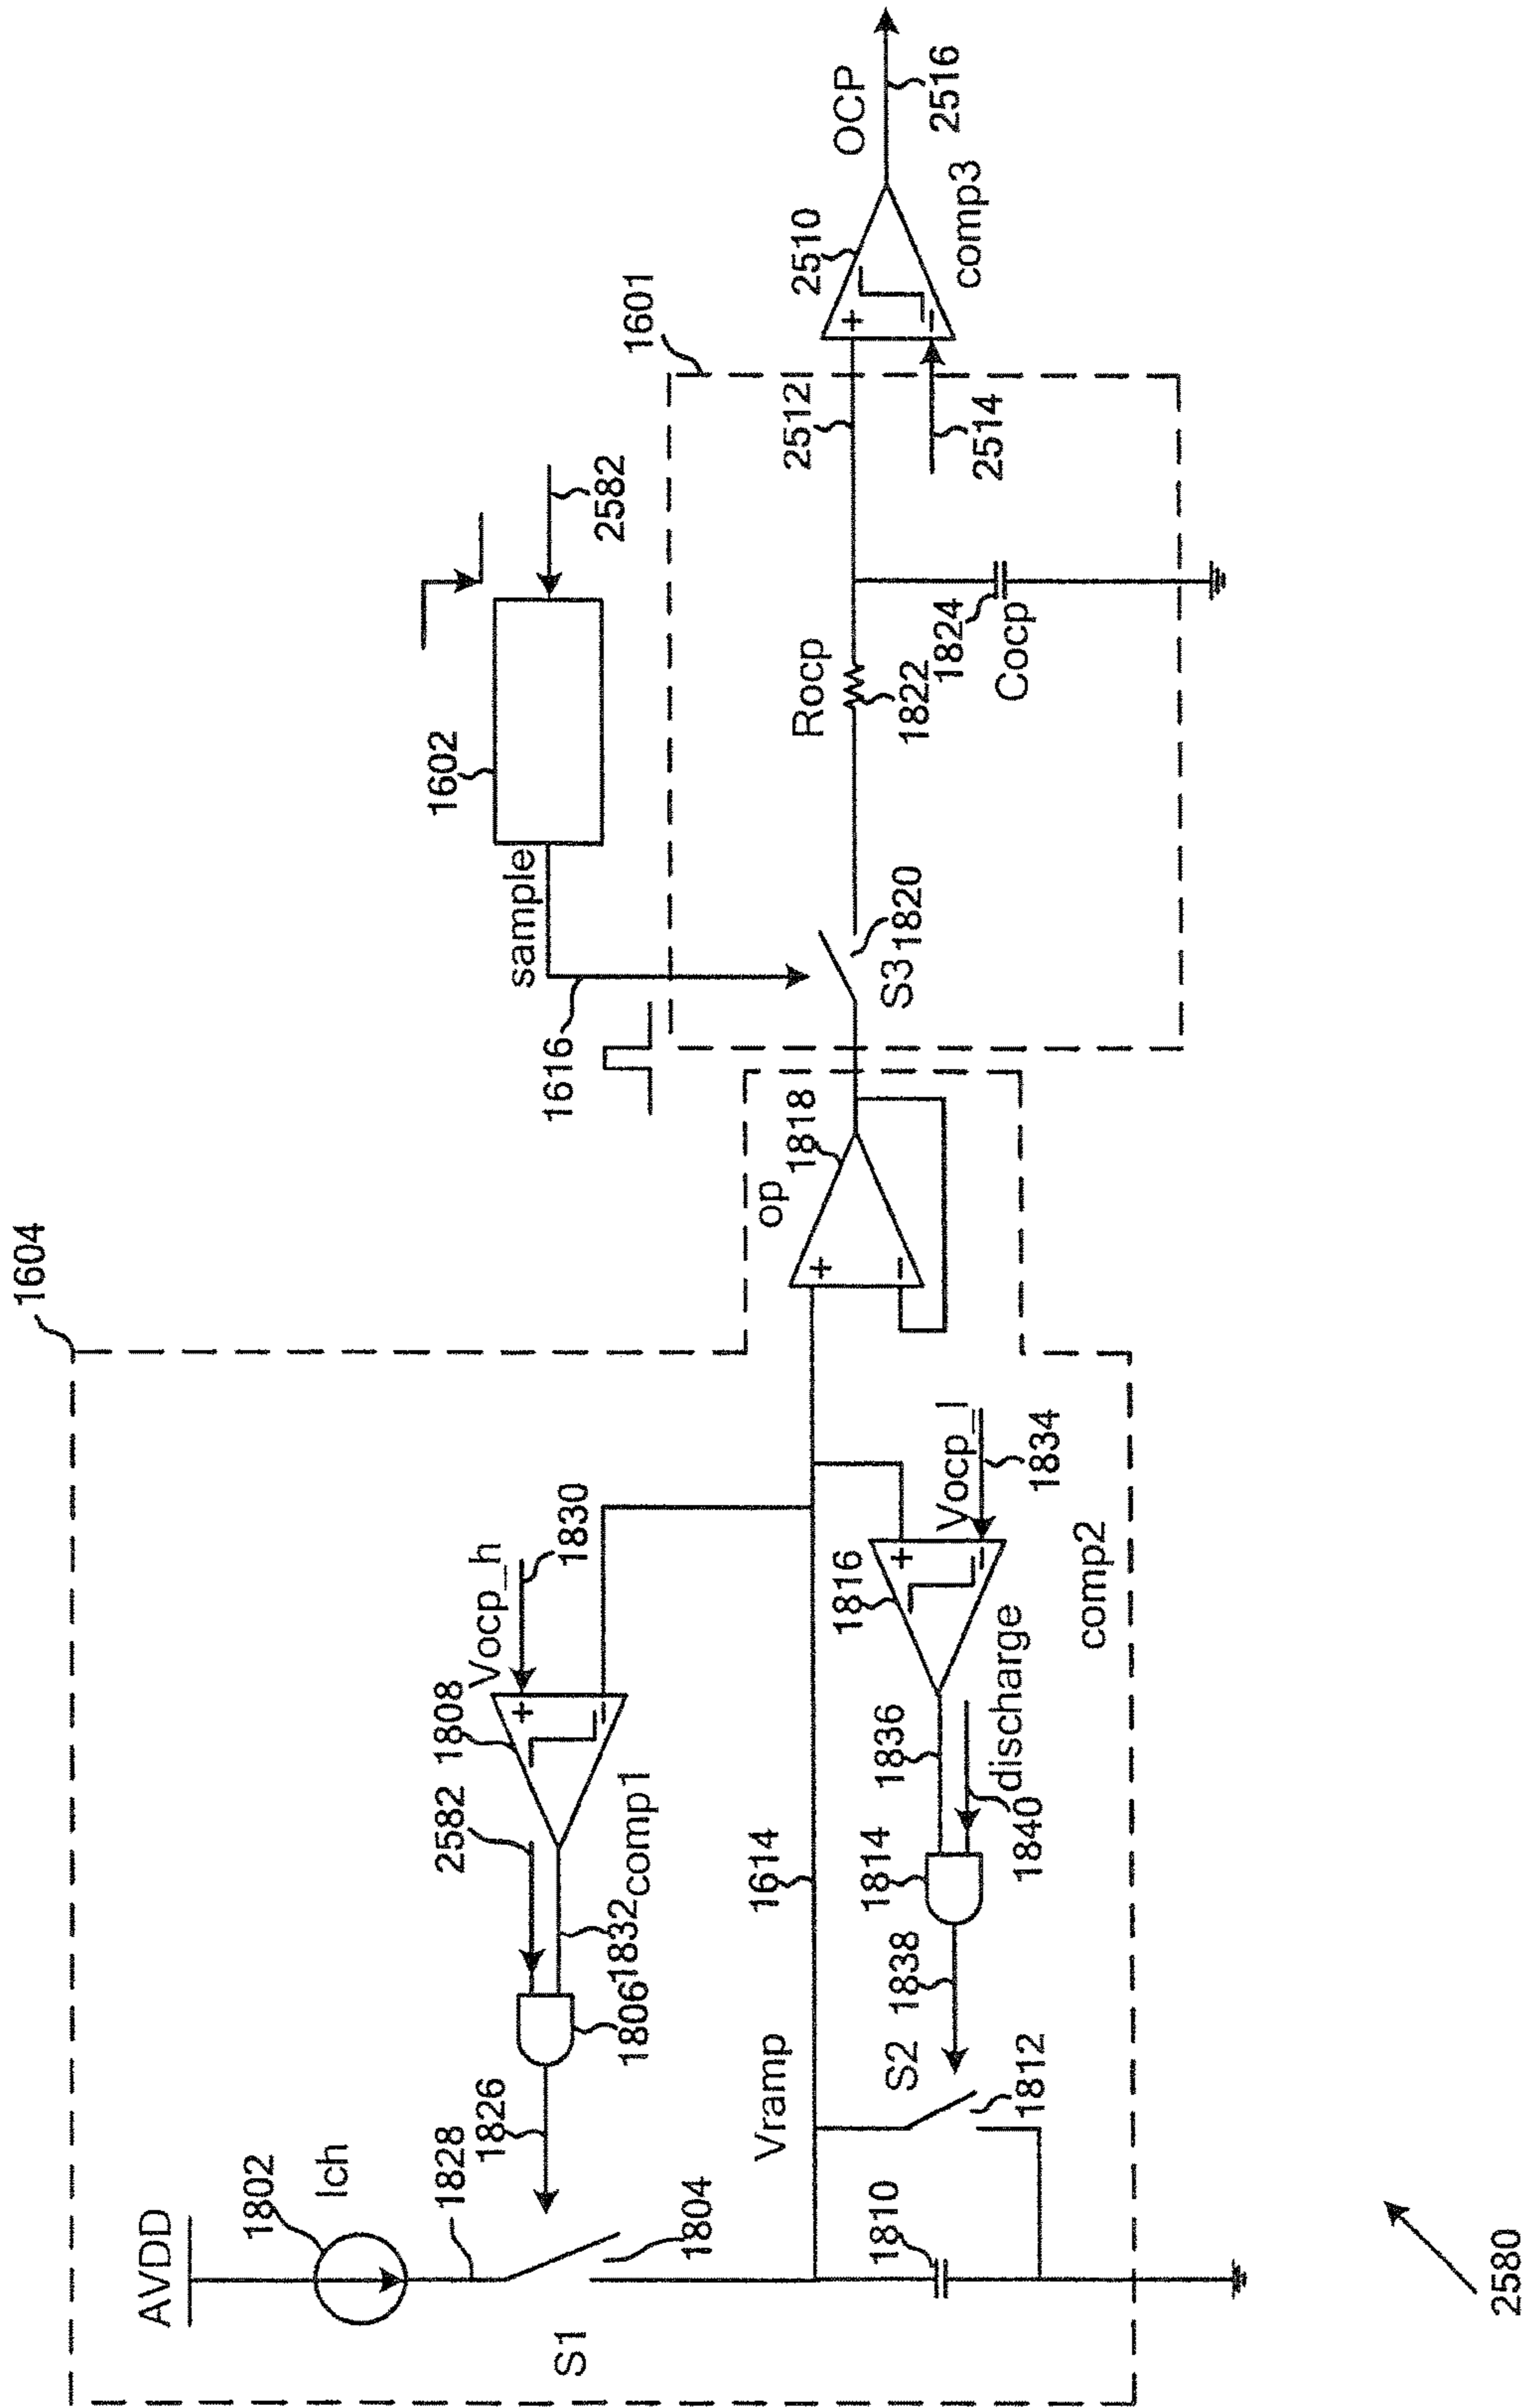 1604
AVDD
1802
Ich
1828
S1
1804
1826
1806
1832
2582
comp1
1808
Vocp_h
1830
Vramp
1614
1810
S2
1812
1838
1814
1836
1840
discharge
1816
Vocp_l
1834
comp2
op
1818
1616
sample
1602
2582
1601
S3
1820
Rocp
1822
1824
Cocp
2512
2514
2510
comp3
OCP
2516
2580
+
−
+
−
+
−
+
−